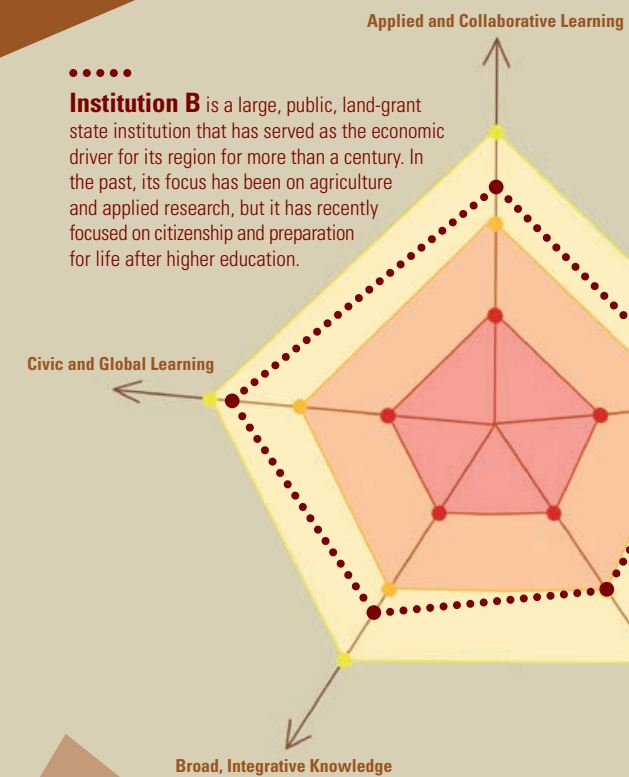 Applied and Collaborative Learning
Institution B is a large, public, land-grant
state institution that has served as the economic
driver for its region for more than a century. In
the past, its focus has been on agriculture
and applied research, but it has recently
focused on citizenship and preparation
for life after higher education.
Civic and Global Learning
Broad, Integrative Knowledge